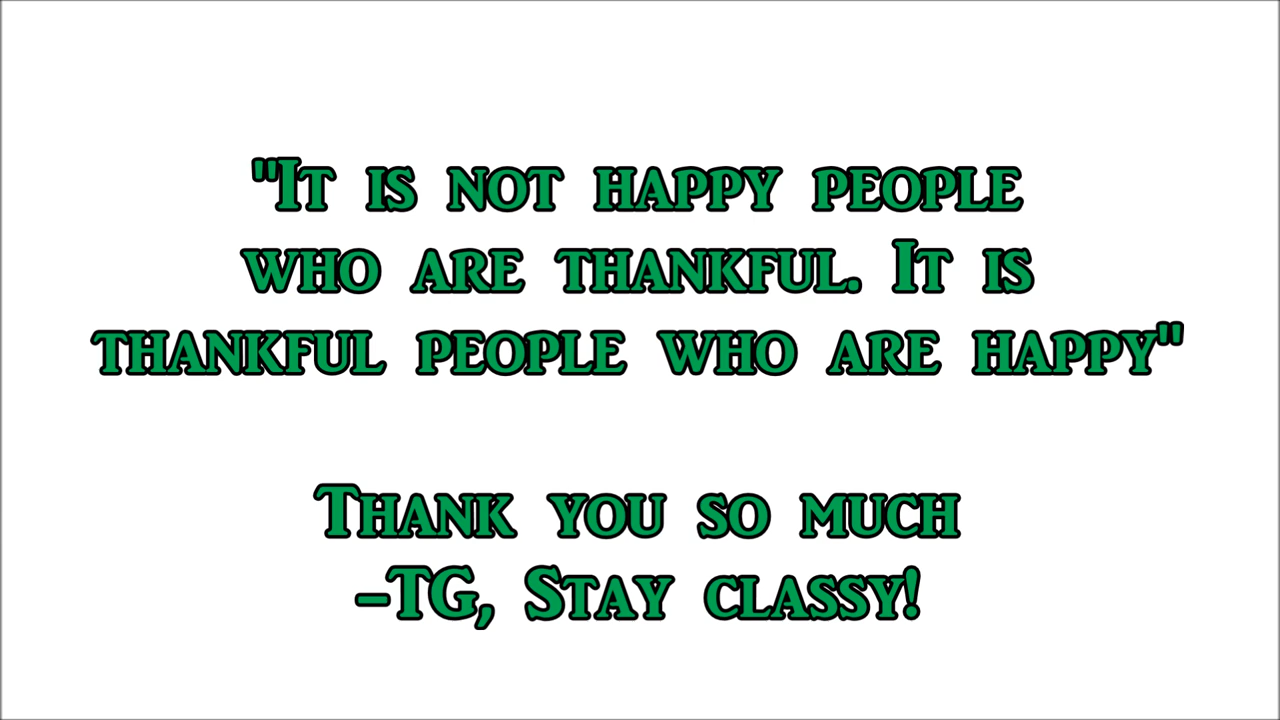 "It is not happy people
who are thankful. It is
thankful people who are happy"
Thank you so much
-TG, Stay classy!